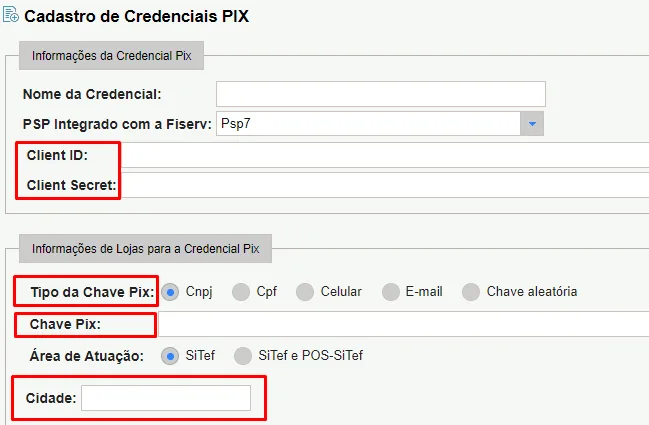 Cadastro de Credenciais PIX
Informações da Credencial Pix
Nome da Credencial:
PSP Integrado com a Fiserv: Psp7
Client ID:
Client Secret:
Informações de Lojas para a Credencial Pix
Tipo da Chave Pix: Cnpj Cpf Celular E-mail Chave aleatória
Chave Pix:
Área de Atuação: SiTef SiTef e POS-SiTef
Cidade: